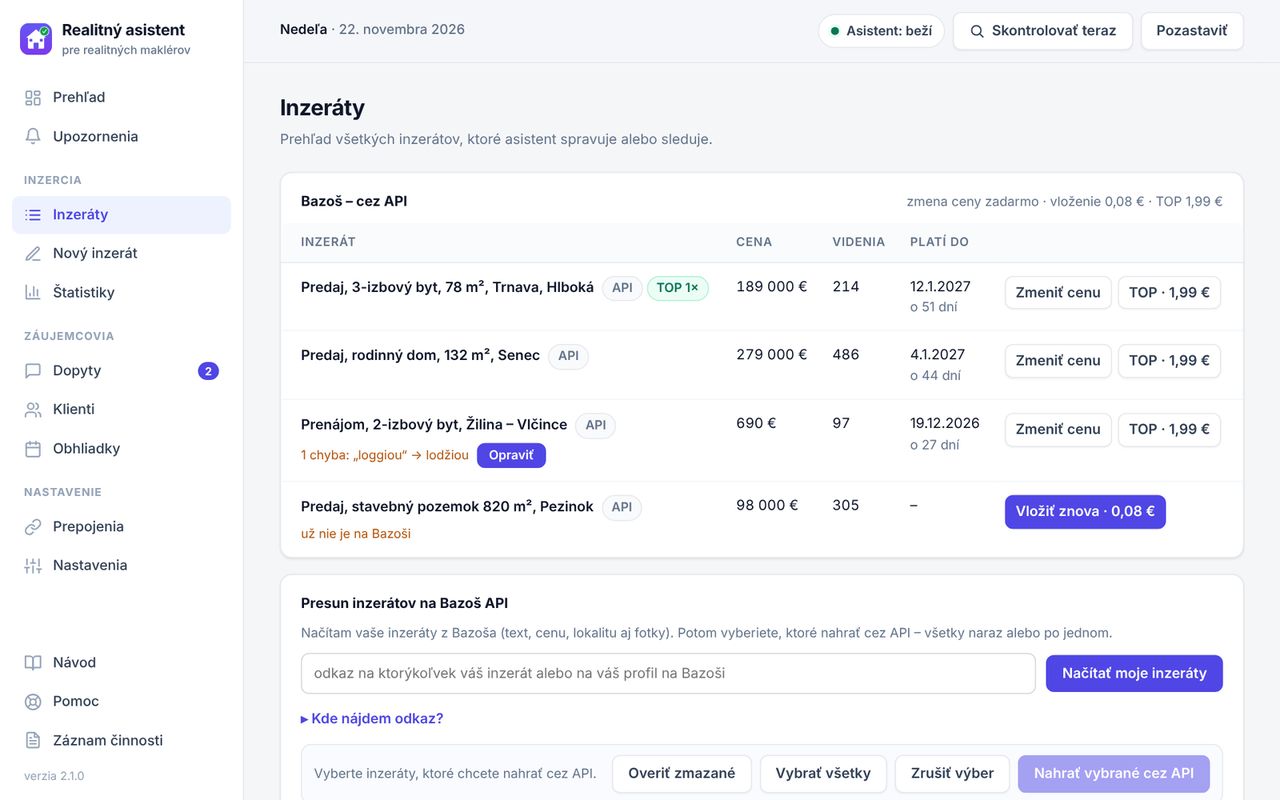 Realitný asistent
pre realitných maklérov
Prehľad
Upozornenia
INZERCIA
Inzeráty
Nový inzerát
Štatistiky
ZÁUJEMCOVIA
Dopyty 2
Klienti
Obhliadky
NASTAVENIE
Prepojenia
Nastavenia
Návod
Pomoc
Záznam činnosti
verzia 2.1.0
Nedeľa · 22. novembra 2026
Asistent: beží
Skontrolovať teraz
Pozastaviť
Inzeráty
Prehľad všetkých inzerátov, ktoré asistent spravuje alebo sleduje.
Bazoš – cez API
zmena ceny zadarmo · vloženie 0,08 € · TOP 1,99 €
INZERÁT CENA VIDENIA PLATÍ DO
Predaj, 3-izbový byt, 78 m², Trnava, Hlboká API TOP 1× 189 000 € 214 12.1.2027 Zmeniť cenu TOP · 1,99 €
o 51 dní
Predaj, rodinný dom, 132 m², Senec API 279 000 € 486 4.1.2027 Zmeniť cenu TOP · 1,99 €
o 44 dní
Prenájom, 2-izbový byt, Žilina – Vlčince API 690 € 97 19.12.2026 Zmeniť cenu TOP · 1,99 €
o 27 dní
1 chyba: „loggiou“ → lodžiou Opraviť
Predaj, stavebný pozemok 820 m², Pezinok API 98 000 € 305 – Vložiť znova · 0,08 €
už nie je na Bazoši
Presun inzerátov na Bazoš API
Načítam vaše inzeráty z Bazoša (text, cenu, lokalitu aj fotky). Potom vyberiete, ktoré nahrať cez API – všetky naraz alebo po jednom.
odkaz na ktorýkoľvek váš inzerát alebo na váš profil na Bazoši
Načítať moje inzeráty
▸ Kde nájdem odkaz?
Vyberte inzeráty, ktoré chcete nahrať cez API.
Overiť zmazané
Vybrať všetky
Zrušiť výber
Nahrať vybrané cez API